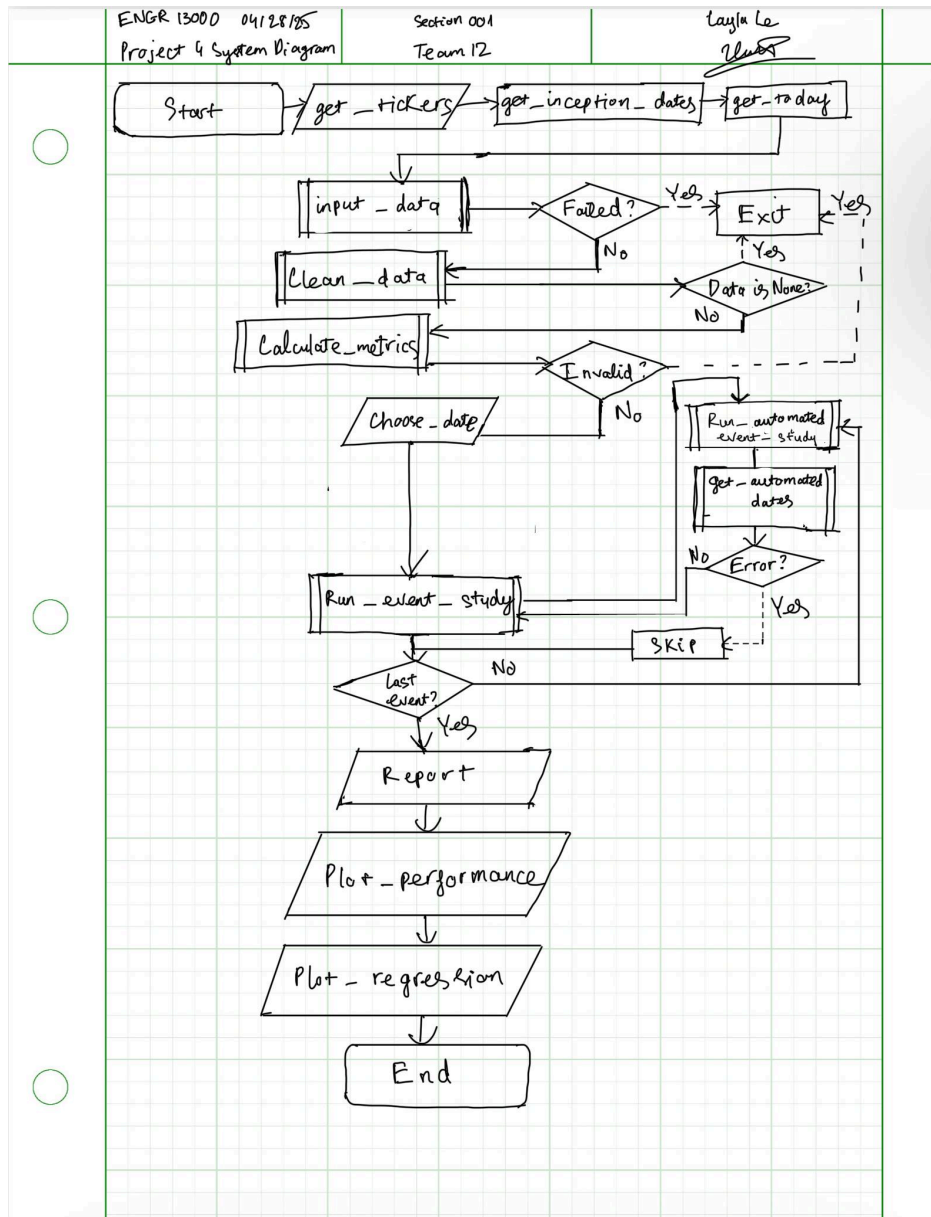 ENGR 13000 04/28/25
Project 4 System Diagram
Section 001
Team 12
Layla Le
Start
get_tickers
get_inception_dates
get_today
input_data
Failed?
Yes
Exit
Yes
No
Yes
Clean_data
Data is None?
No
Calculate_metrics
Invalid?
No
Choose_date
Run_automated
event_study
get_automated
dates
No
Error?
Yes
Run_event_study
Skip
Last
event?
No
Yes
Report
Plot_performance
Plot_regression
End